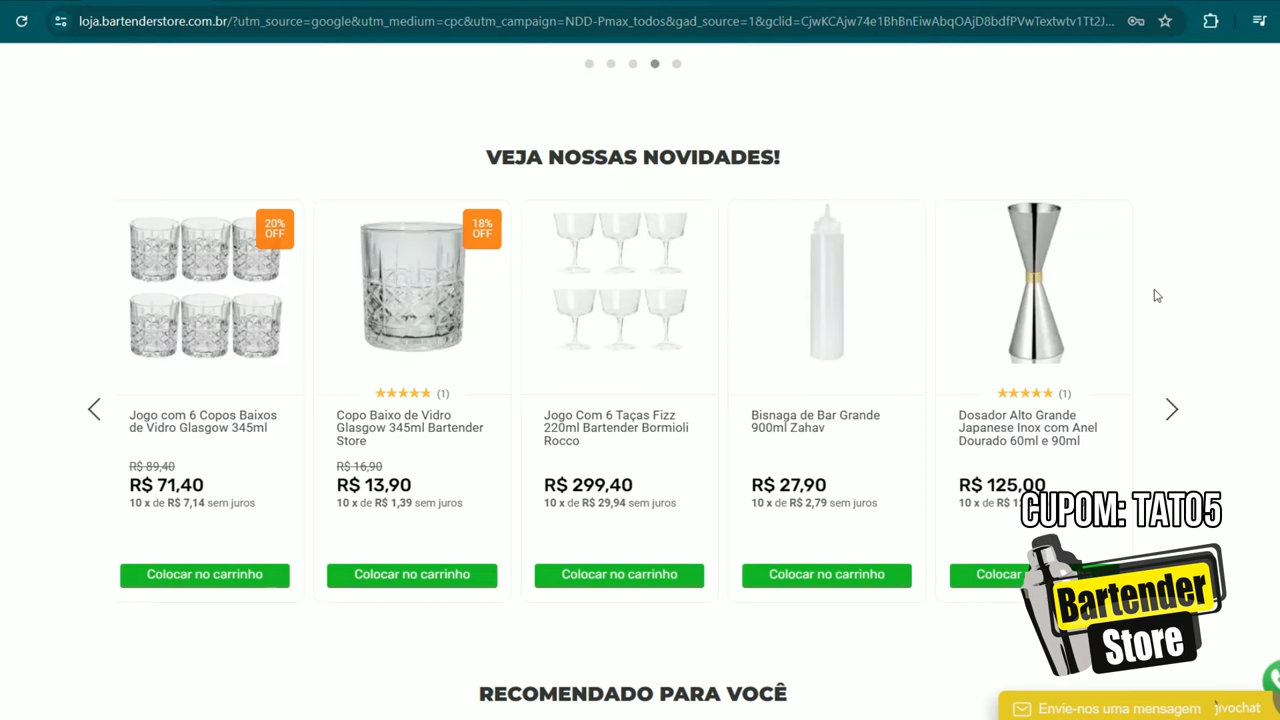 loja.bartenderstore.com.br/?utm_source=google&utm_medium=cpc&utm_campaign=NDD-Pmax_todos&gad_source=1&gclid=CjwKCAjw74e1BhBnEiwAbqOAjD8bdfPVwTextwtv1Tt2J...
VEJA NOSSAS NOVIDADES!
20%
OFF
Jogo com 6 Copos Baixos
de Vidro Glasgow 345ml
R$ 89,40
R$ 71,40
10 x de R$ 7,14 sem juros
Colocar no carrinho
18%
OFF
(1)
Copo Baixo de Vidro
Glasgow 345ml Bartender
Store
R$ 16,90
R$ 13,90
10 x de R$ 1,39 sem juros
Colocar no carrinho
Jogo Com 6 Taças Fizz
220ml Bartender Bormioli
Rocco
R$ 299,40
10 x de R$ 29,94 sem juros
Colocar no carrinho
Bisnaga de Bar Grande
900ml Zahav
R$ 27,90
10 x de R$ 2,79 sem juros
Colocar no carrinho
(1)
Dosador Alto Grande
Japanese Inox com Anel
Dourado 60ml e 90ml
R$ 125,00
10 x de R$
Colocar
CUPOM: TATO5
Bartender
Store
RECOMENDADO PARA VOCÊ
Envie-nos uma mensagem jivochat